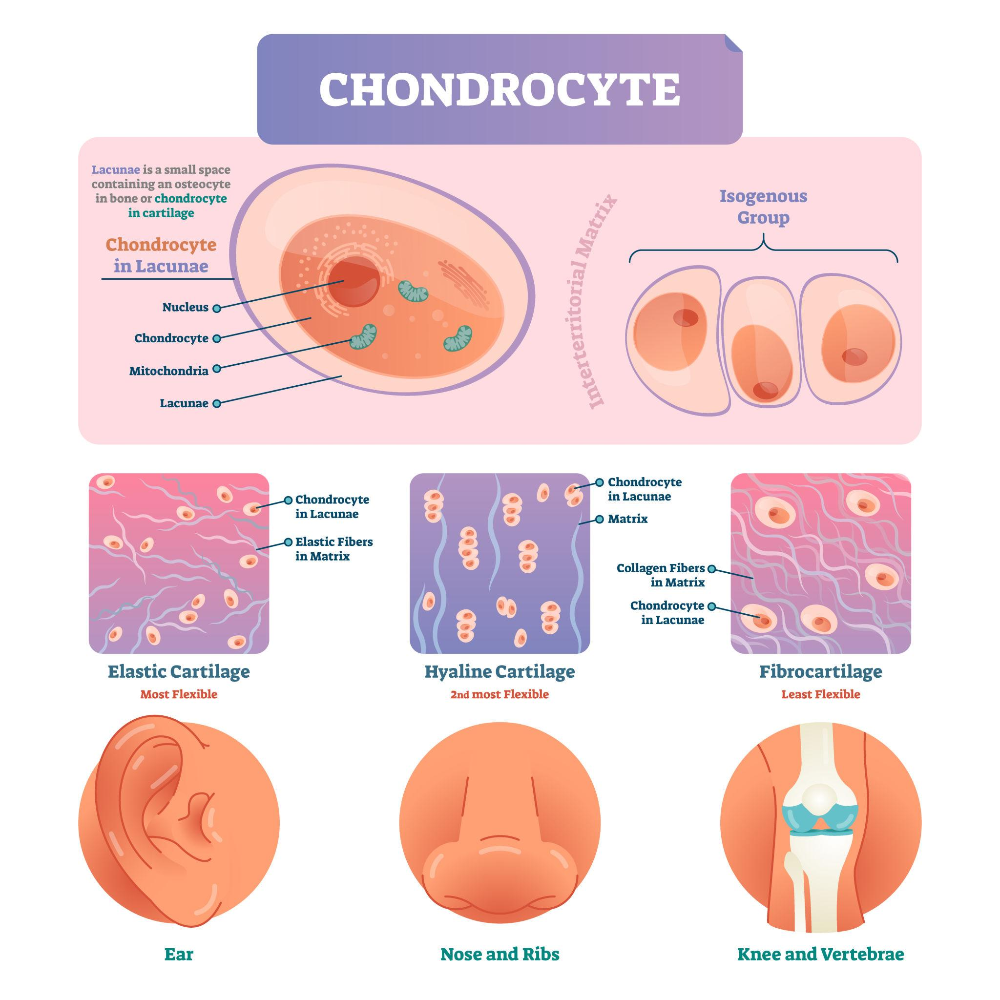 CHONDROCYTE
Lacunae is a small space
containing an osteocyte
in bone or chondrocyte
in cartilage
Chondrocyte
in Lacunae
Nucleus
Chondrocyte
Mitochondria
Lacunae
Interterritorial Matrix
Isogenous
Group
Chondrocyte
in Lacunae
Elastic Fibers
in Matrix
Elastic Cartilage
Most Flexible
Chondrocyte
in Lacunae
Matrix
Hyaline Cartilage
2nd most Flexible
Collagen Fibers
in Matrix
Chondrocyte
in Lacunae
Fibrocartilage
Least Flexible
Ear
Nose and Ribs
Knee and Vertebrae